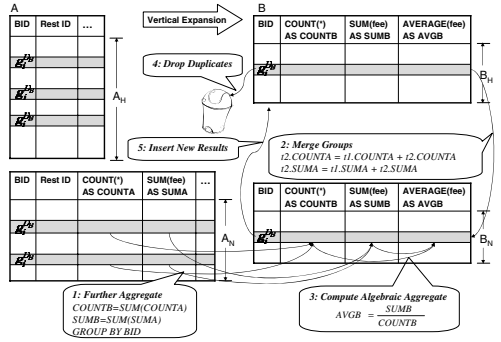 A
Vertical Expansion
B
BID Rest ID ...
BID COUNT(*) AS COUNTB SUM(fee) AS SUMB AVERAGE(fee) AS AVGB
A_H
B_H
4: Drop Duplicates
5: Insert New Results
2: Merge Groups
t2.COUNTA = t1.COUNTA + t2.COUNTA
t2.SUMA = t1.SUMA + t2.SUMA
BID Rest ID COUNT(*) AS COUNTA SUM(fee) AS SUMA ...
BID COUNT(*) AS COUNTB SUM(fee) AS SUMB AVERAGE(fee) AS AVGB
A_N
B_N
1: Further Aggregate
COUNTB=SUM(COUNTA)
SUMB=SUM(SUMA)
GROUP BY BID
3: Compute Algebraic Aggregate
AVGB = SUMB / COUNTB